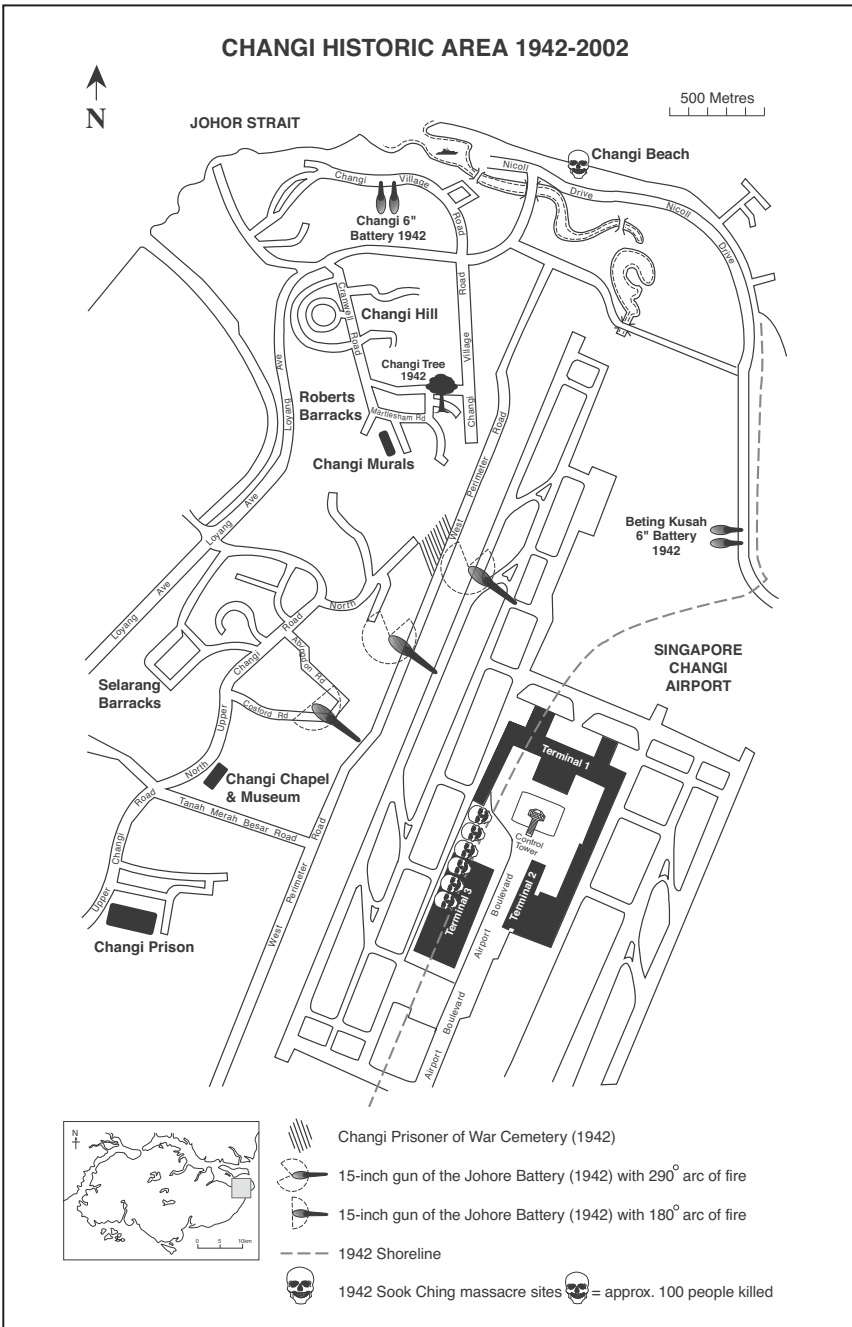 CHANGI HISTORIC AREA 1942-2002
N
500 Metres
JOHOR STRAIT
Changi Beach
Nicoll
Drive
Nicoll
Drive
Changi
Village
Road
Changi 6"
Battery 1942
Road
Village
Changi
Cranwell
Road
Changi Hill
Changi Tree
1942
Roberts
Barracks
Martlesham Rd
Changi Murals
Loyang
Ave
Loyang
Ave
Loyang
Ave
West
Perimeter
Road
Beting Kusah
6" Battery
1942
SINGAPORE
CHANGI
AIRPORT
Upper
Changi
Road
North
Abingdon Rd
Cosford Rd
Selarang
Barracks
Changi Chapel
& Museum
Upper
Changi
Road
North
Tanah Merah Besar Road
Changi Prison
West
Perimeter
Road
Terminal 1
Control
Tower
Terminal 2
Terminal 3
Airport
Boulevard
Airport
Boulevard
N
0 5 10km
Changi Prisoner of War Cemetery (1942)
15-inch gun of the Johore Battery (1942) with 290° arc of fire
15-inch gun of the Johore Battery (1942) with 180° arc of fire
1942 Shoreline
1942 Sook Ching massacre sites = approx. 100 people killed